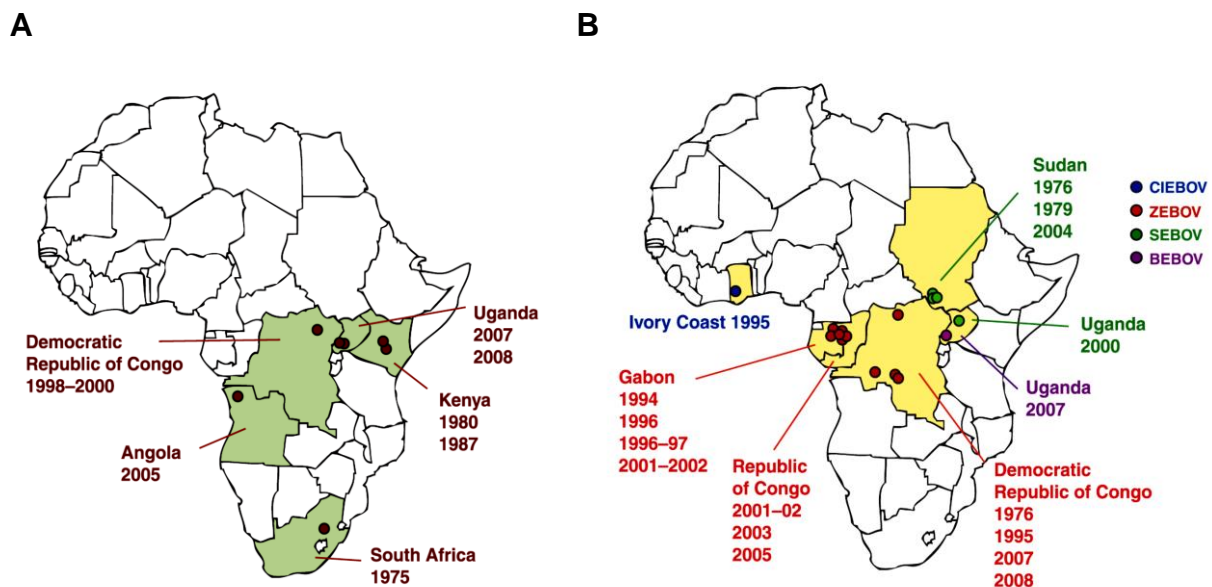 A
Democratic
Republic of Congo
1998–2000
Angola
2005
Uganda
2007
2008
Kenya
1980
1987
South Africa
1975
B
Sudan
1976
1979
2004
CIEBOV
ZEBOV
SEBOV
BEBOV
Ivory Coast 1995
Uganda
2000
Uganda
2007
Gabon
1994
1996
1996–97
2001–2002
Republic
of Congo
2001–02
2003
2005
Democratic
Republic of Congo
1976
1995
2007
2008